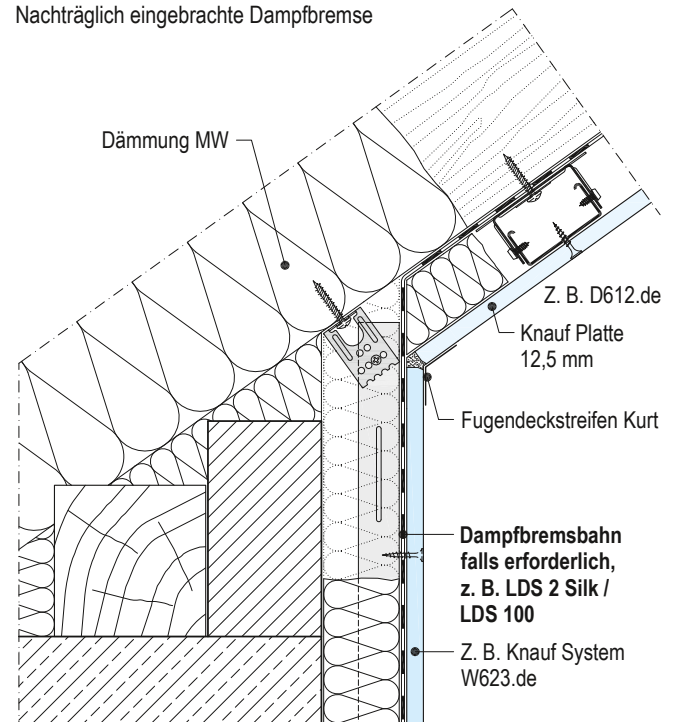 Nachträglich eingebrachte Dampfbremse
Dämmung MW
Z. B. D612.de
Knauf Platte
12,5 mm
Fugendeckstreifen Kurt
Dampfbremsbahn
falls erforderlich,
z. B. LDS 2 Silk /
LDS 100
Z. B. Knauf System
W623.de